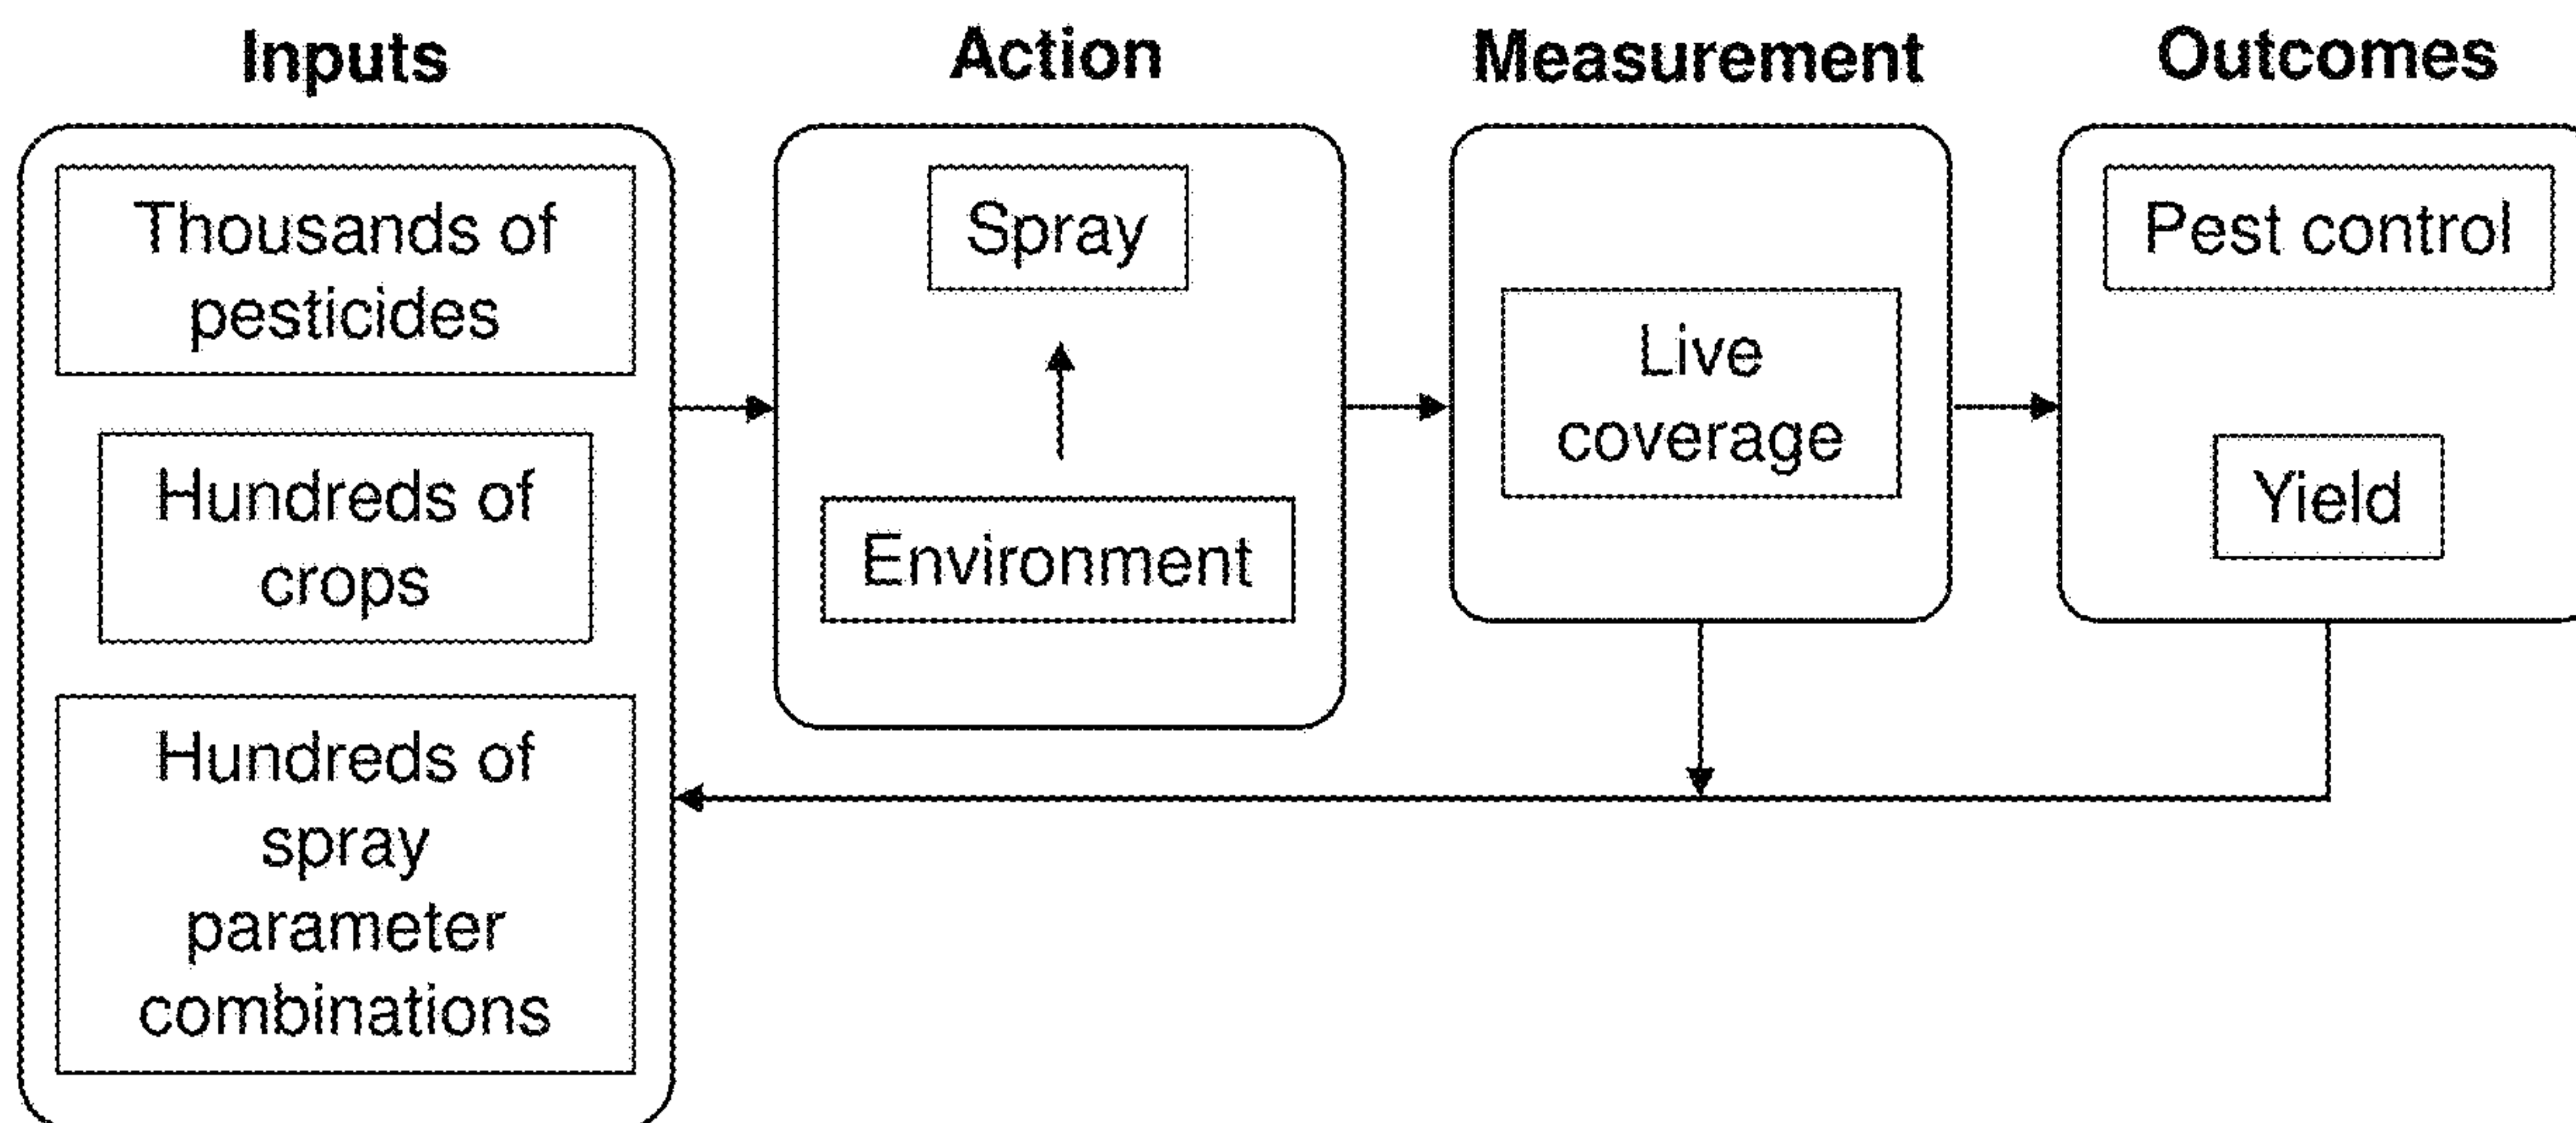 Inputs
Thousands of
pesticides
Hundreds of
crops
Hundreds of
spray
parameter
combinations
Action
Spray
Environment
Measurement
Live
coverage
Outcomes
Pest control
Yield